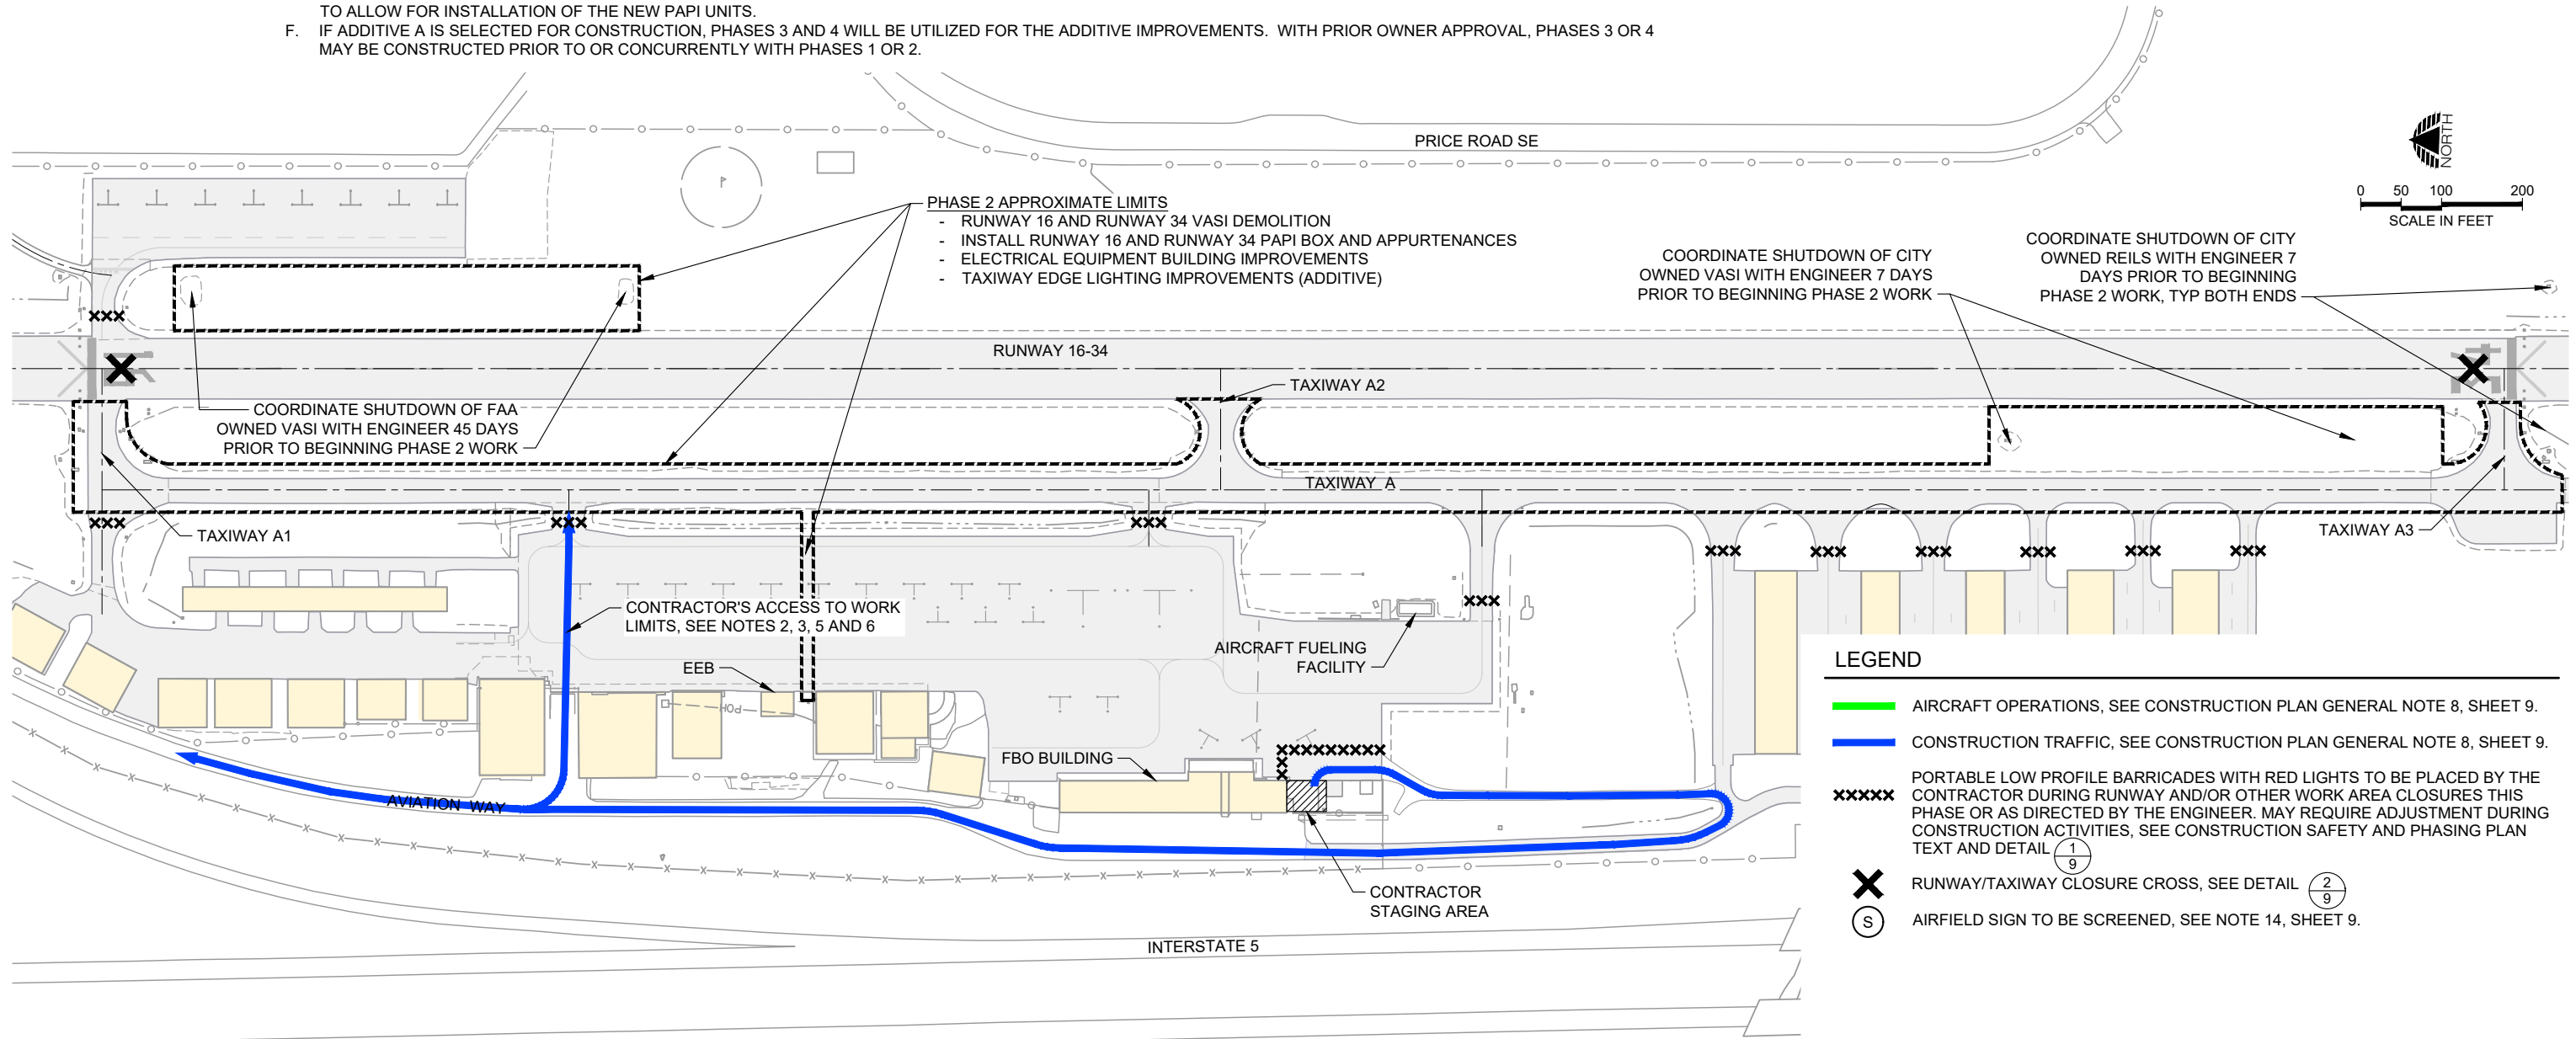 TO ALLOW FOR INSTALLATION OF THE NEW PAPI UNITS.
F. IF ADDITIVE A IS SELECTED FOR CONSTRUCTION, PHASES 3 AND 4 WILL BE UTILIZED FOR THE ADDITIVE IMPROVEMENTS. WITH PRIOR OWNER APPROVAL, PHASES 3 OR 4
MAY BE CONSTRUCTED PRIOR TO OR CONCURRENTLY WITH PHASES 1 OR 2.
PRICE ROAD SE
NORTH
0 50 100 200
SCALE IN FEET
PHASE 2 APPROXIMATE LIMITS
- RUNWAY 16 AND RUNWAY 34 VASI DEMOLITION
- INSTALL RUNWAY 16 AND RUNWAY 34 PAPI BOX AND APPURTENANCES
- ELECTRICAL EQUIPMENT BUILDING IMPROVEMENTS
- TAXIWAY EDGE LIGHTING IMPROVEMENTS (ADDITIVE)
COORDINATE SHUTDOWN OF CITY
OWNED VASI WITH ENGINEER 7 DAYS
PRIOR TO BEGINNING PHASE 2 WORK
COORDINATE SHUTDOWN OF CITY
OWNED REILS WITH ENGINEER 7
DAYS PRIOR TO BEGINNING
PHASE 2 WORK, TYP BOTH ENDS
RUNWAY 16-34
16
34
TAXIWAY A2
COORDINATE SHUTDOWN OF FAA
OWNED VASI WITH ENGINEER 45 DAYS
PRIOR TO BEGINNING PHASE 2 WORK
TAXIWAY A
TAXIWAY A1
TAXIWAY A3
CONTRACTOR'S ACCESS TO WORK
LIMITS, SEE NOTES 2, 3, 5 AND 6
EEB
AIRCRAFT FUELING
FACILITY
FBO BUILDING
AVIATION WAY
CONTRACTOR
STAGING AREA
INTERSTATE 5
LEGEND
AIRCRAFT OPERATIONS, SEE CONSTRUCTION PLAN GENERAL NOTE 8, SHEET 9.
CONSTRUCTION TRAFFIC, SEE CONSTRUCTION PLAN GENERAL NOTE 8, SHEET 9.
PORTABLE LOW PROFILE BARRICADES WITH RED LIGHTS TO BE PLACED BY THE
CONTRACTOR DURING RUNWAY AND/OR OTHER WORK AREA CLOSURES THIS
PHASE OR AS DIRECTED BY THE ENGINEER. MAY REQUIRE ADJUSTMENT DURING
CONSTRUCTION ACTIVITIES, SEE CONSTRUCTION SAFETY AND PHASING PLAN
TEXT AND DETAIL 1
9
RUNWAY/TAXIWAY CLOSURE CROSS, SEE DETAIL 2
9
S AIRFIELD SIGN TO BE SCREENED, SEE NOTE 14, SHEET 9.